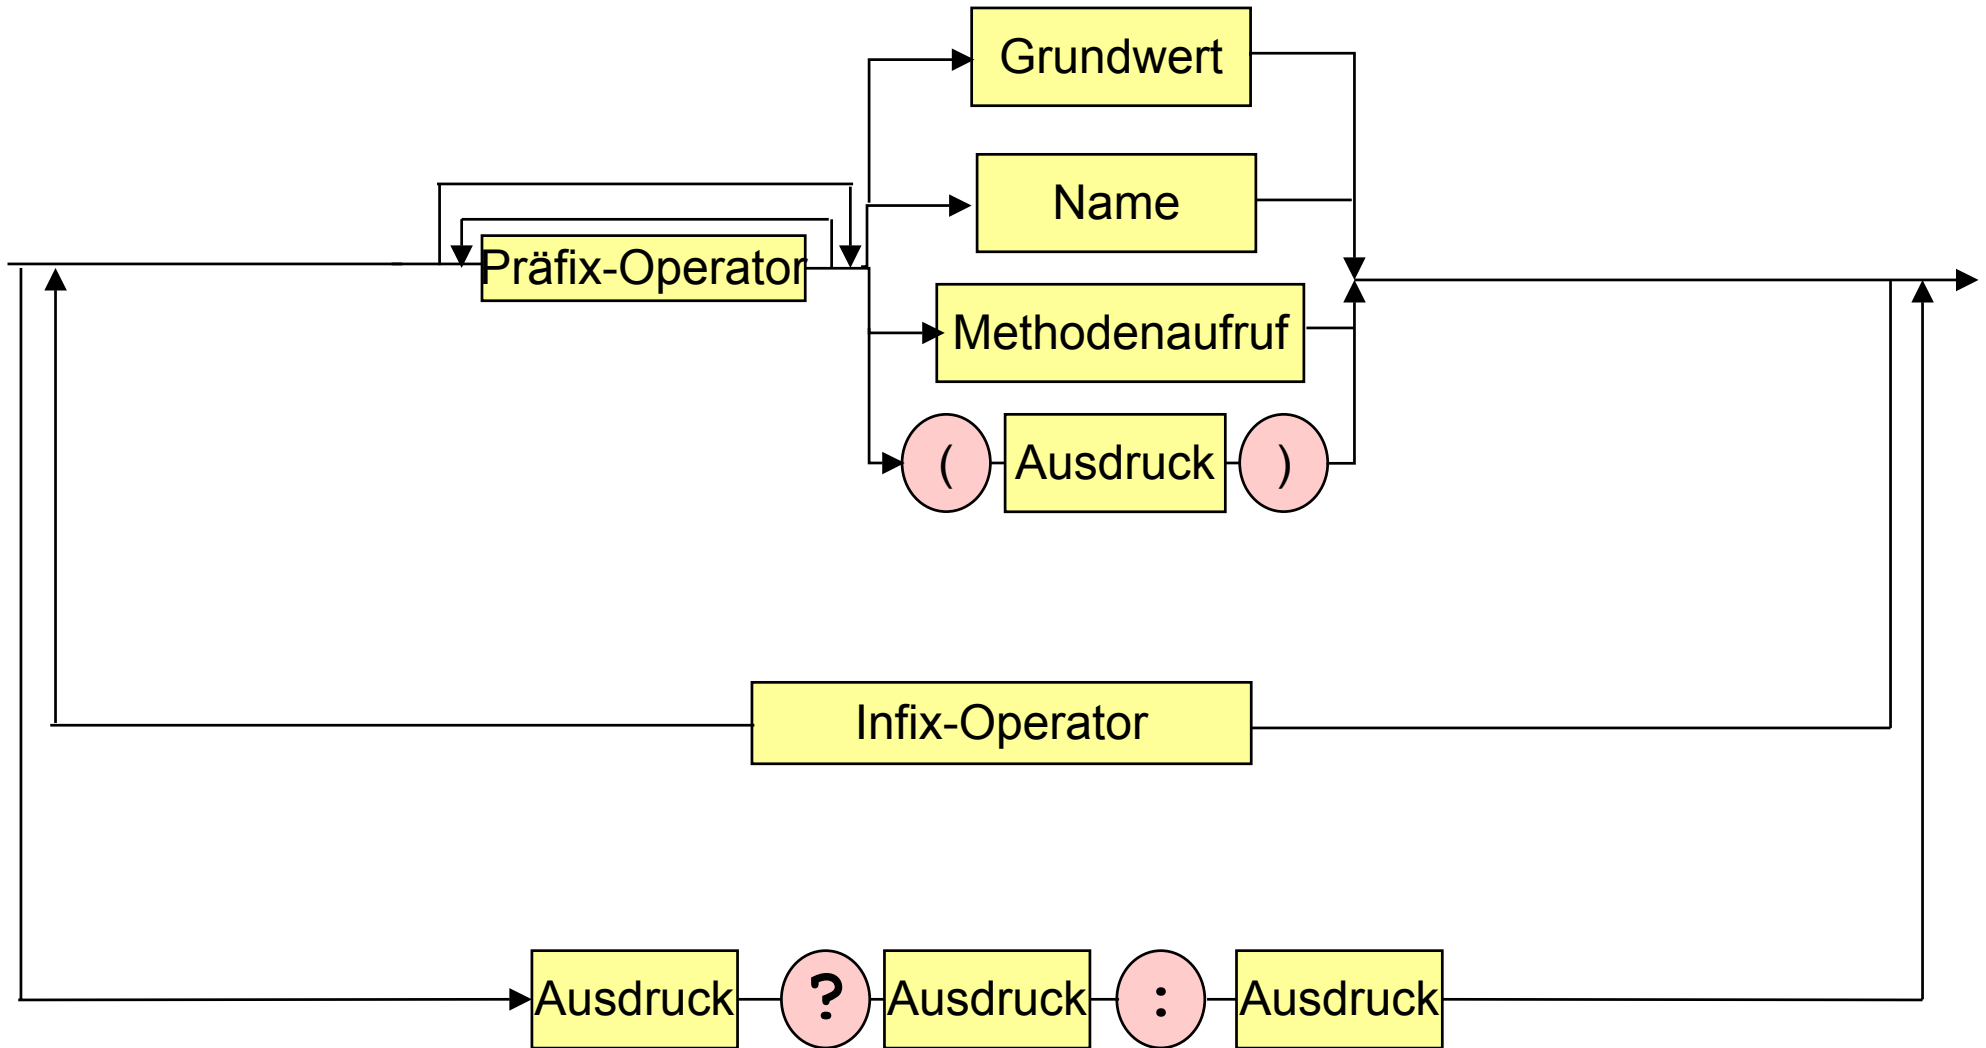 Grundwert
Name
Präfix-Operator
Methodenaufruf
( Ausdruck )
Infix-Operator
Ausdruck ? Ausdruck : Ausdruck